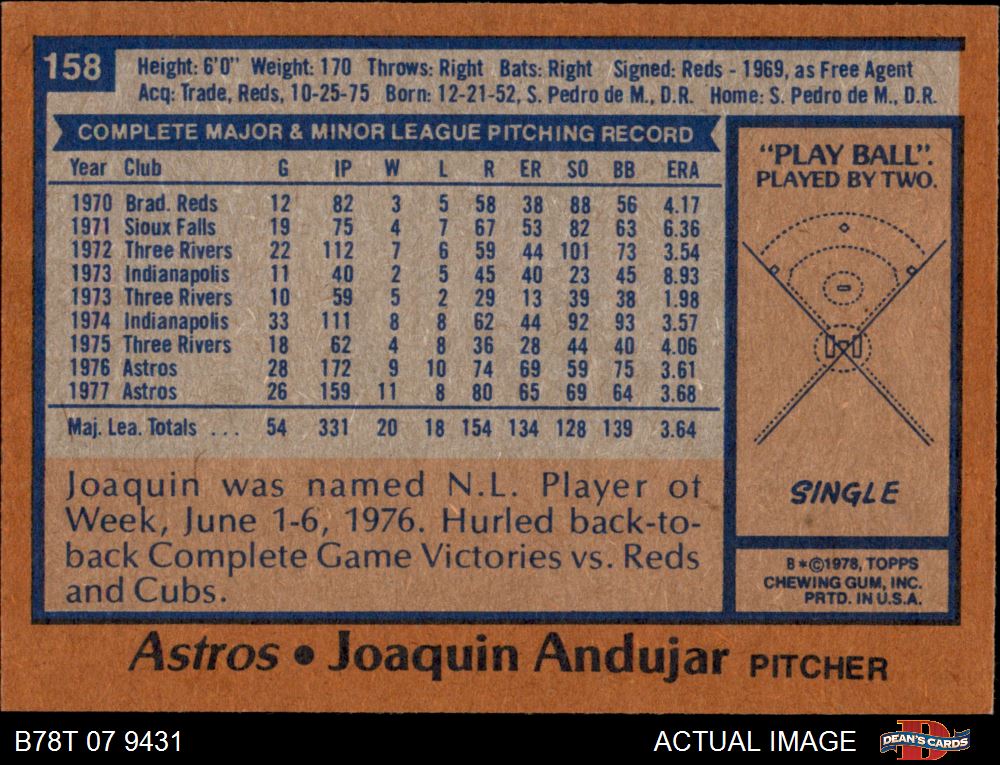 158
Height: 6'0" Weight: 170 Throws: Right Bats: Right Signed: Reds - 1969, as Free Agent
Acq: Trade, Reds, 10-25-75 Born: 12-21-52, S. Pedro de M., D.R. Home: S. Pedro de M., D.R.
COMPLETE MAJOR & MINOR LEAGUE PITCHING RECORD
Year Club G IP W L R ER SO BB ERA
1970 Brad. Reds 12 82 3 5 58 38 88 56 4.17
1971 Sioux Falls 19 75 4 7 67 53 82 63 6.36
1972 Three Rivers 22 112 7 6 59 44 101 73 3.54
1973 Indianapolis 11 40 2 5 45 40 23 45 8.93
1973 Three Rivers 10 59 5 2 29 13 39 38 1.98
1974 Indianapolis 33 111 8 8 62 44 92 93 3.57
1975 Three Rivers 18 62 4 8 36 28 44 40 4.06
1976 Astros 28 172 9 10 74 69 59 75 3.61
1977 Astros 26 159 11 8 80 65 69 64 3.68
Maj. Lea. Totals ... 54 331 20 18 154 134 128 139 3.64
Joaquin was named N.L. Player of
Week, June 1-6, 1976. Hurled back-to-
back Complete Game Victories vs. Reds
and Cubs.
"PLAY BALL".
PLAYED BY TWO.
SINGLE
B*©1978, TOPPS
CHEWING GUM, INC.
PRTD. IN U.S.A.
Astros • Joaquin Andujar PITCHER
B78T 07 9431
ACTUAL IMAGE
DEAN'S CARDS